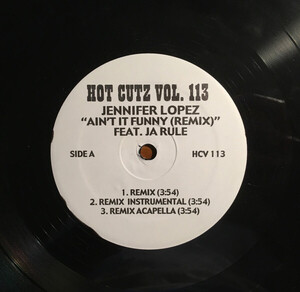 HOT CUTZ VOL. 113
JENNIFER LOPEZ
"AIN'T IT FUNNY (REMIX)"
FEAT. JA RULE
SIDE A HCV 113
1. REMIX (3:54)
2. REMIX INSTRUMENTAL (3:54)
3. REMIX ACAPELLA (3:54)